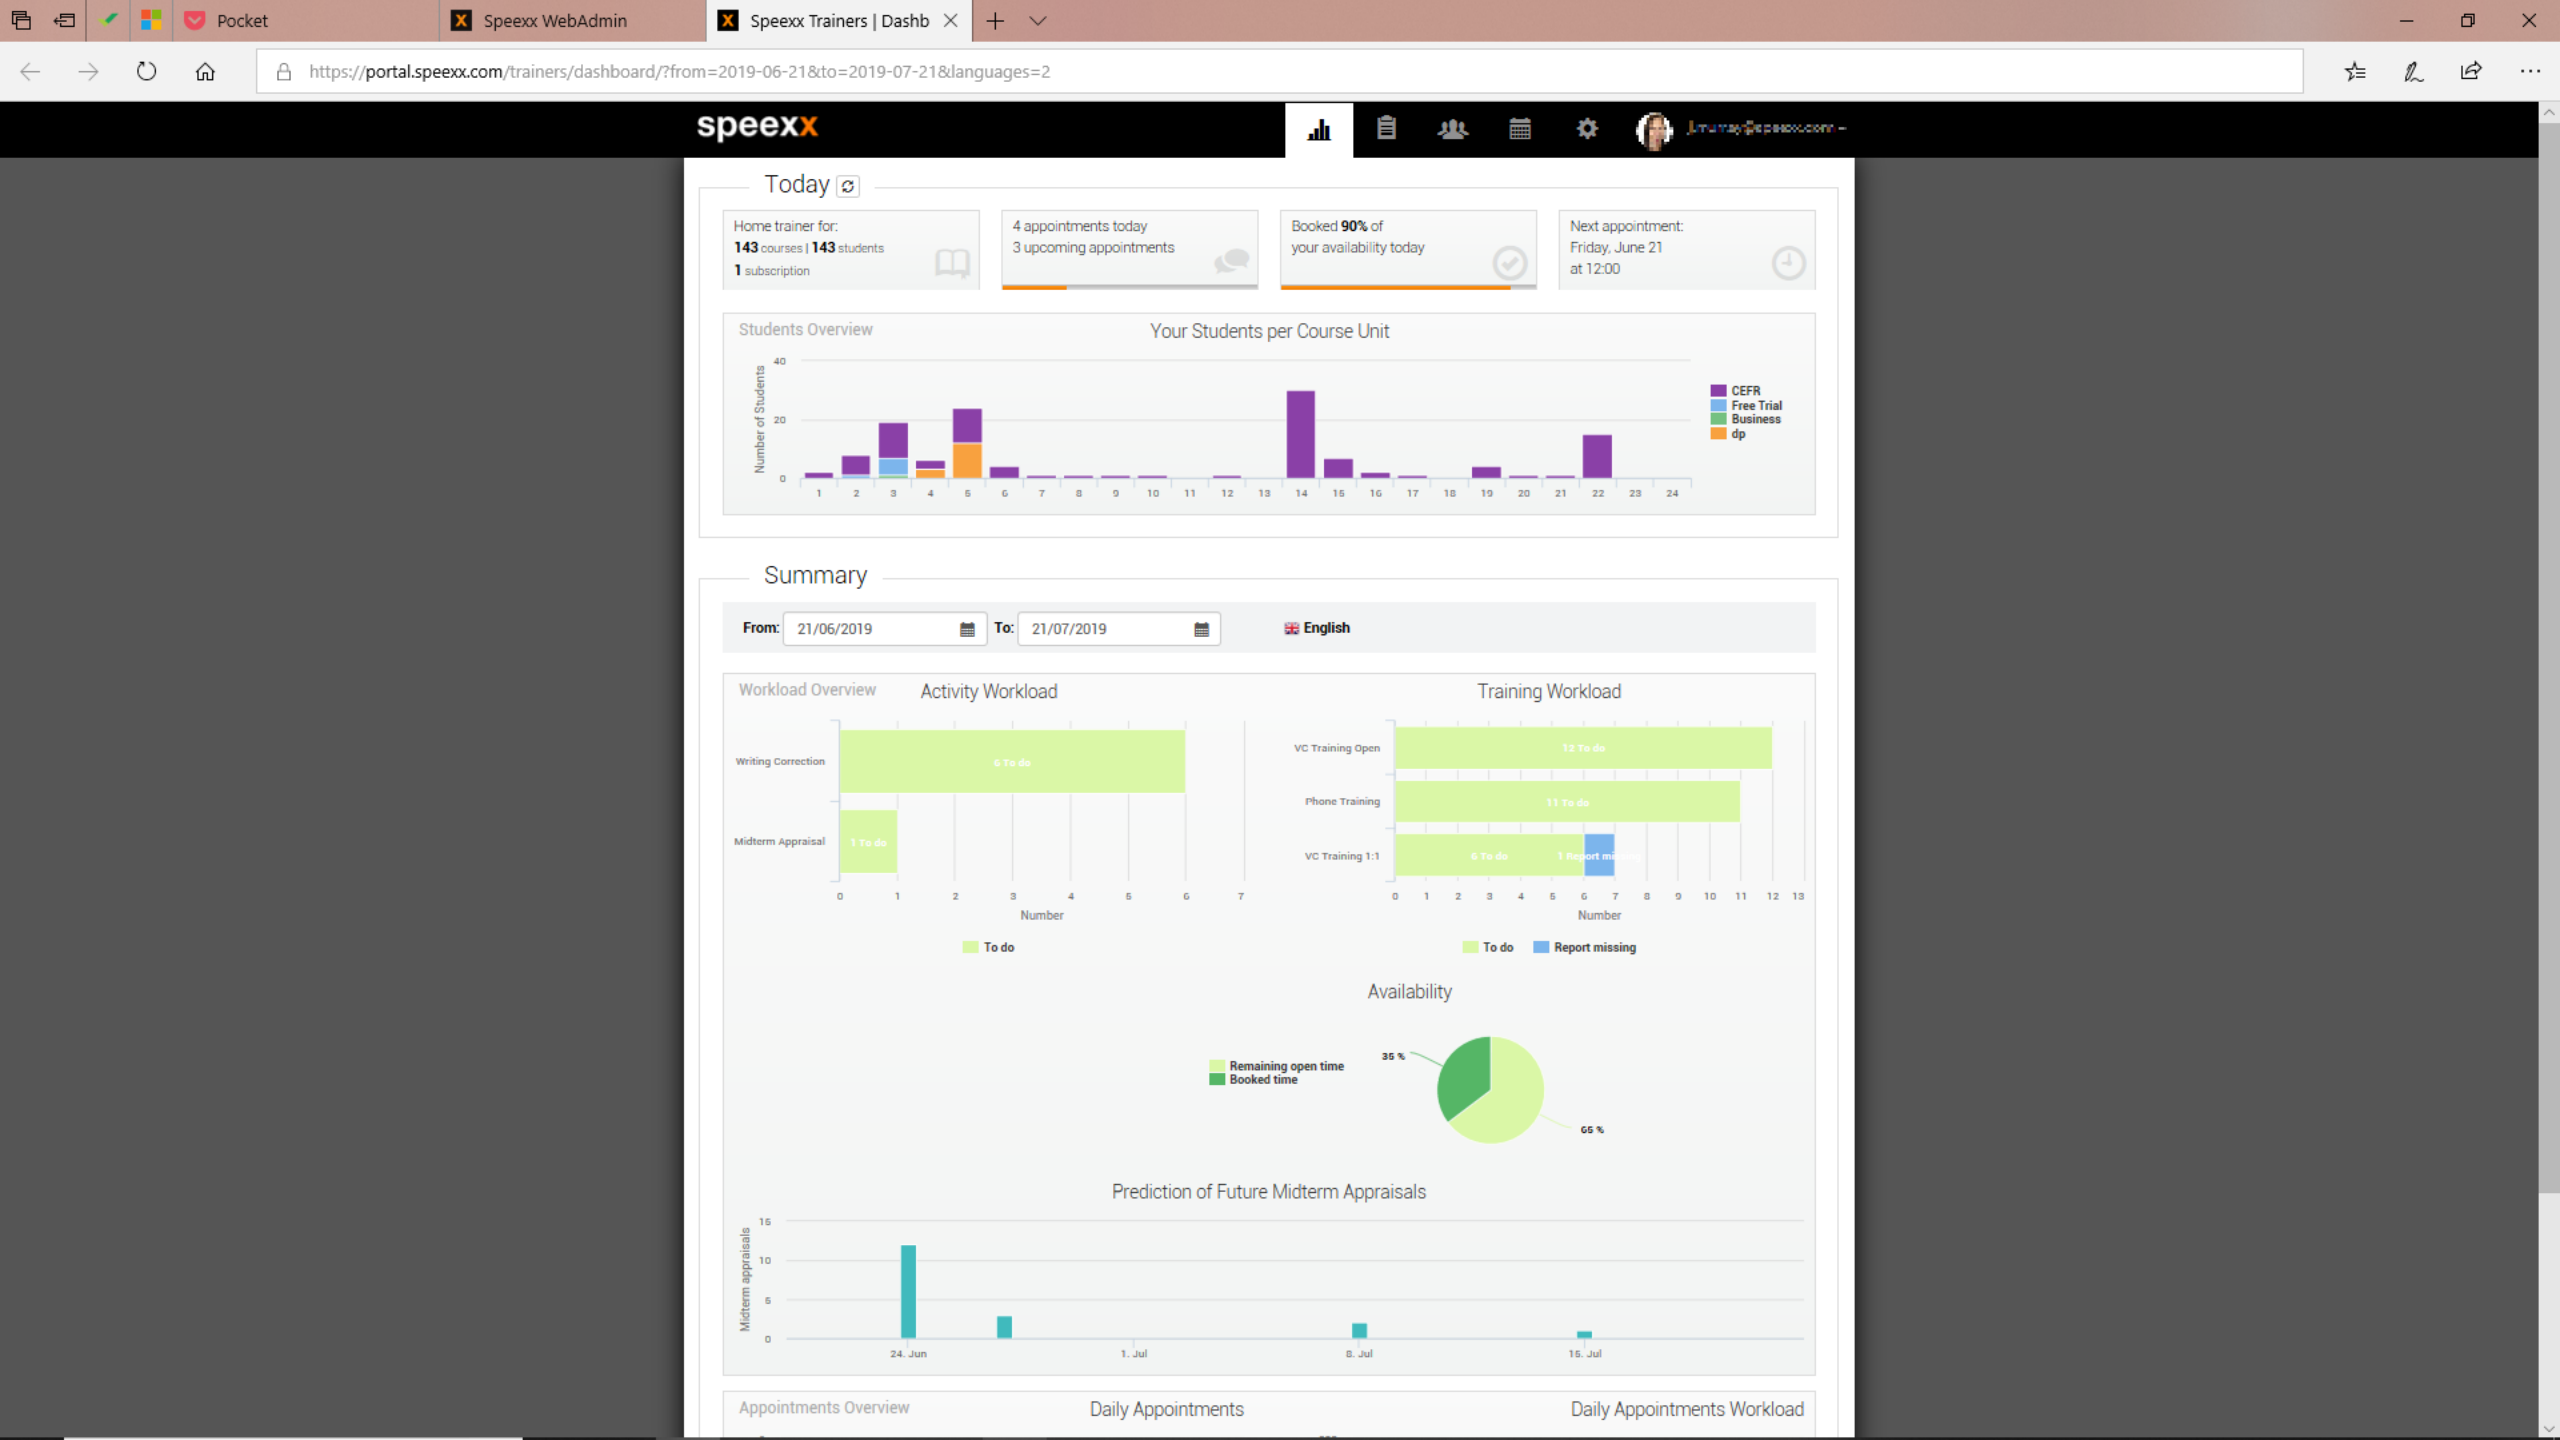 Pocket
Speexx WebAdmin
Speexx Trainers | Dashb
https://portal.speexx.com/trainers/dashboard/?from=2019-06-21&to=2019-07-21&languages=2
speexx
Today
Home trainer for:
143 courses | 143 students
1 subscription
4 appointments today
3 upcoming appointments
Booked 90% of
your availability today
Next appointment:
Friday, June 21
at 12:00
Students Overview
Your Students per Course Unit
Number of Students
40
20
0
1 2 3 4 5 6 7 8 9 10 11 12 13 14 15 16 17 18 19 20 21 22 23 24
CEFR
Free Trial
Business
dp
Summary
From: 21/06/2019 To: 21/07/2019 English
Workload Overview
Activity Workload
Writing Correction
6 To do
Midterm Appraisal
1 To do
0 1 2 3 4 5 6 7
Number
To do
Training Workload
VC Training Open
12 To do
Phone Training
11 To do
VC Training 1:1
6 To do
1 Report mi
0 1 2 3 4 5 6 7 8 9 10 11 12 13
Number
To do Report missing
Availability
Remaining open time
Booked time
35 %
65 %
Prediction of Future Midterm Appraisals
Midterm appraisals
15
10
5
0
24. Jun 1. Jul 8. Jul 15. Jul
Appointments Overview
Daily Appointments
Daily Appointments Workload